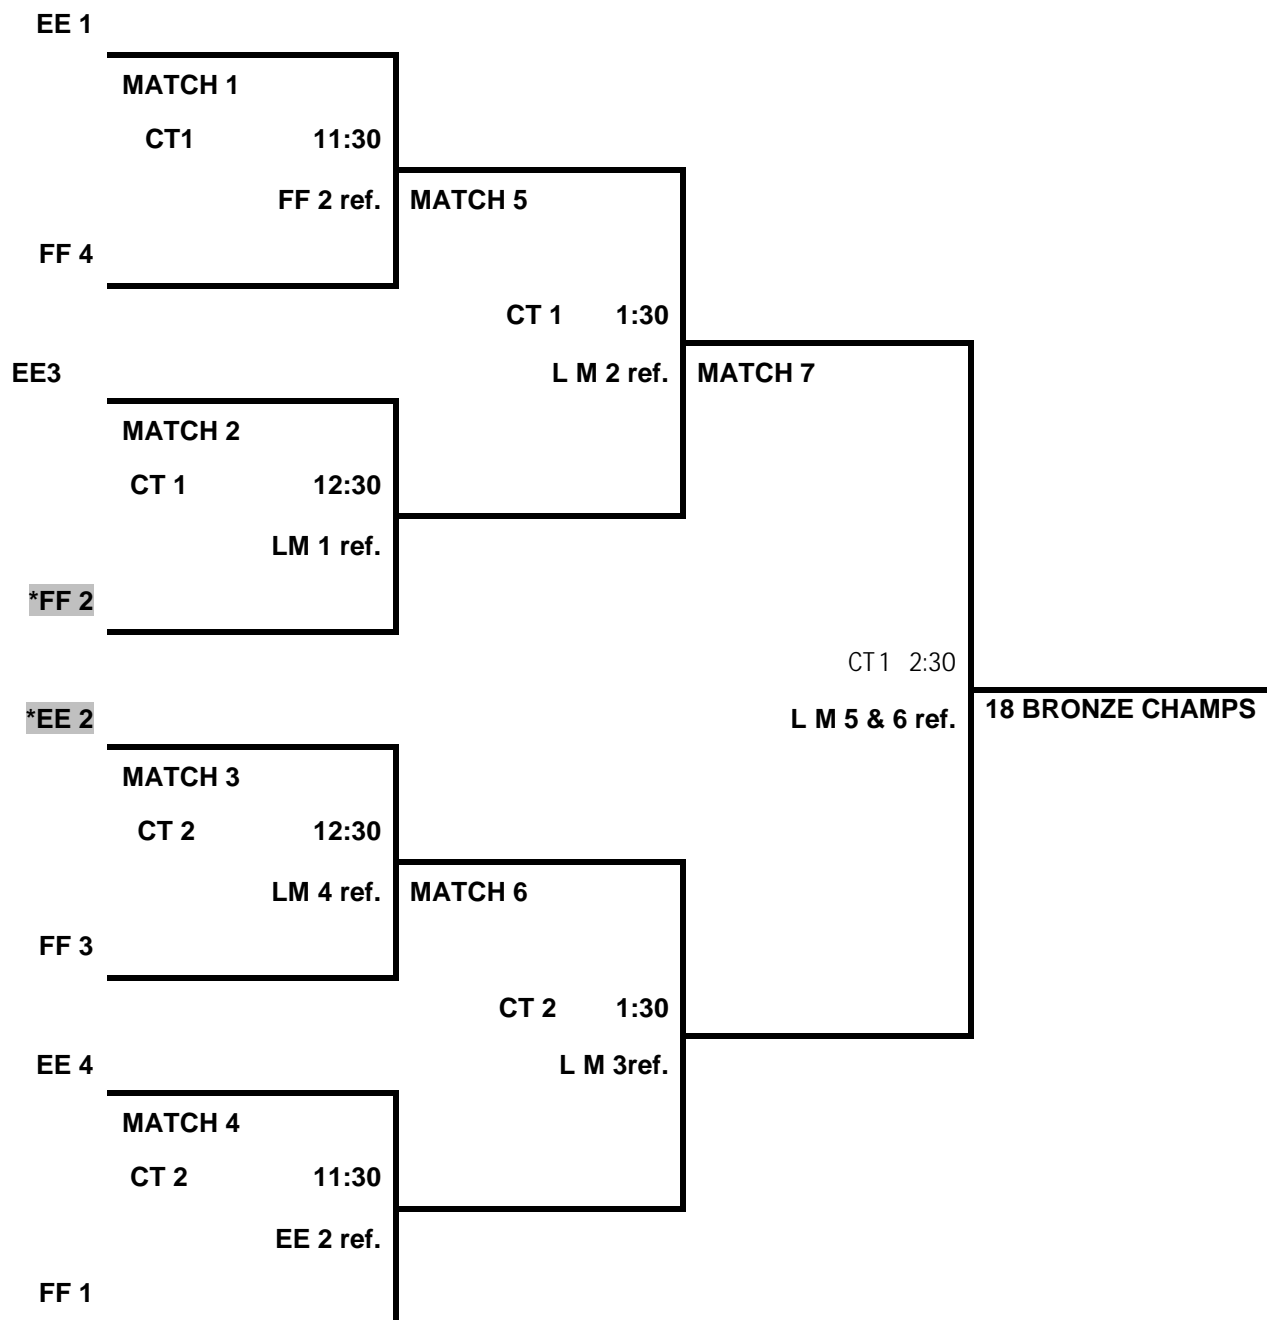 EE 1
MATCH 1
CT1 11:30
FF 2 ref.
MATCH 5
FF 4
CT 1 1:30
EE3
L M 2 ref.
MATCH 7
MATCH 2
CT 1 12:30
LM 1 ref.
*FF 2
CT 1 2:30
*EE 2
L M 5 & 6 ref.
18 BRONZE CHAMPS
MATCH 3
CT 2 12:30
LM 4 ref.
MATCH 6
FF 3
CT 2 1:30
EE 4
L M 3ref.
MATCH 4
CT 2 11:30
EE 2 ref.
FF 1